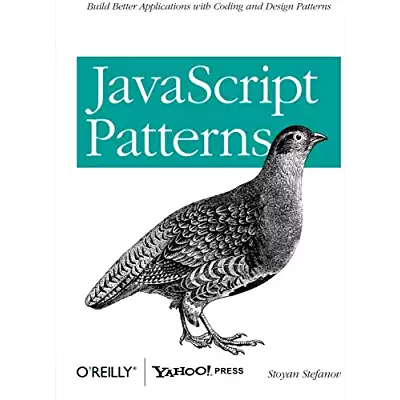 Build Better Applications with Coding and Design Patterns
JavaScript
Patterns
O'REILLY® YAHOO! PRESS
Stoyan Stefanov